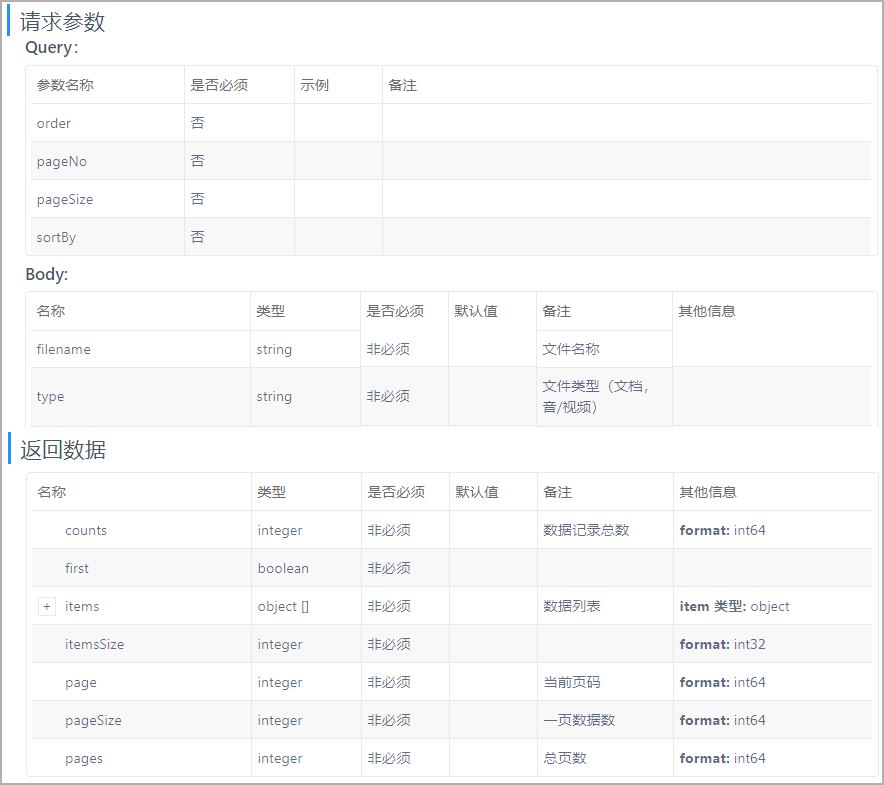 请求参数
Query:
参数名称 是否必须 示例 备注
order 否
pageNo 否
pageSize 否
sortBy 否
Body:
名称 类型 是否必须 默认值 备注 其他信息
filename string 非必须 文件名称
type string 非必须 文件类型（文档，
音/视频）
返回数据
名称 类型 是否必须 默认值 备注 其他信息
counts integer 非必须 数据记录总数 format: int64
first boolean 非必须
+ items object [] 非必须 数据列表 item 类型: object
itemsSize integer 非必须 format: int32
page integer 非必须 当前页码 format: int64
pageSize integer 非必须 一页数据数 format: int64
pages integer 非必须 总页数 format: int64